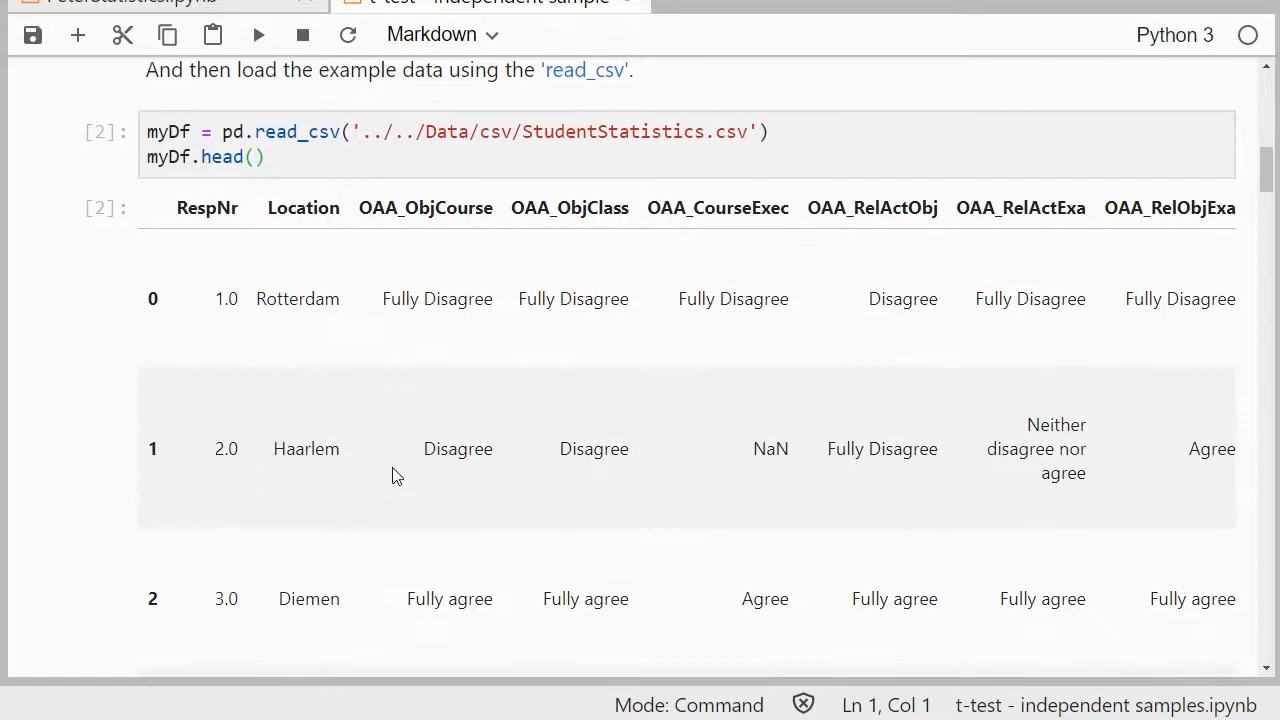 PeterStatistics.ipynb
t-test - independent sample
Markdown
Python 3
And then load the example data using the 'read_csv'.
[2]:
myDf = pd.read_csv('../../Data/csv/StudentStatistics.csv')
myDf.head()
[2]:
RespNr Location OAA_ObjCourse OAA_ObjClass OAA_CourseExec OAA_RelActObj OAA_RelActExa OAA_RelObjExa
0 1.0 Rotterdam Fully Disagree Fully Disagree Fully Disagree Disagree Fully Disagree Fully Disagree
1 2.0 Haarlem Disagree Disagree NaN Fully Disagree Neither disagree nor agree Agree
2 3.0 Diemen Fully agree Fully agree Agree Fully agree Fully agree Fully agree
Mode: Command
Ln 1, Col 1
t-test - independent samples.ipynb